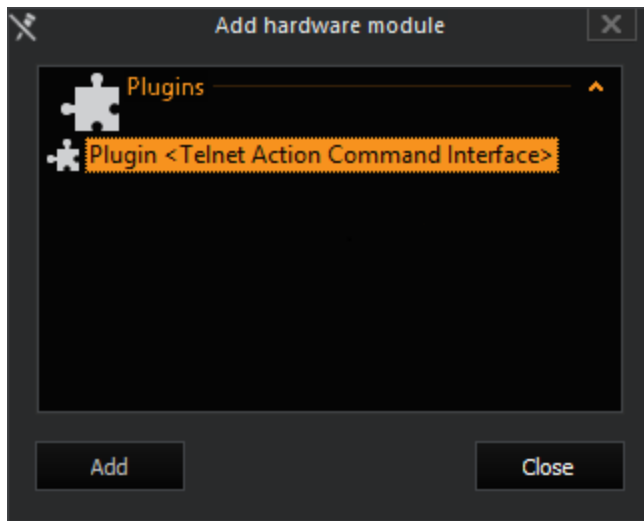 Add hardware module
Plugins
Plugin <Telnet Action Command Interface>
Add
Close